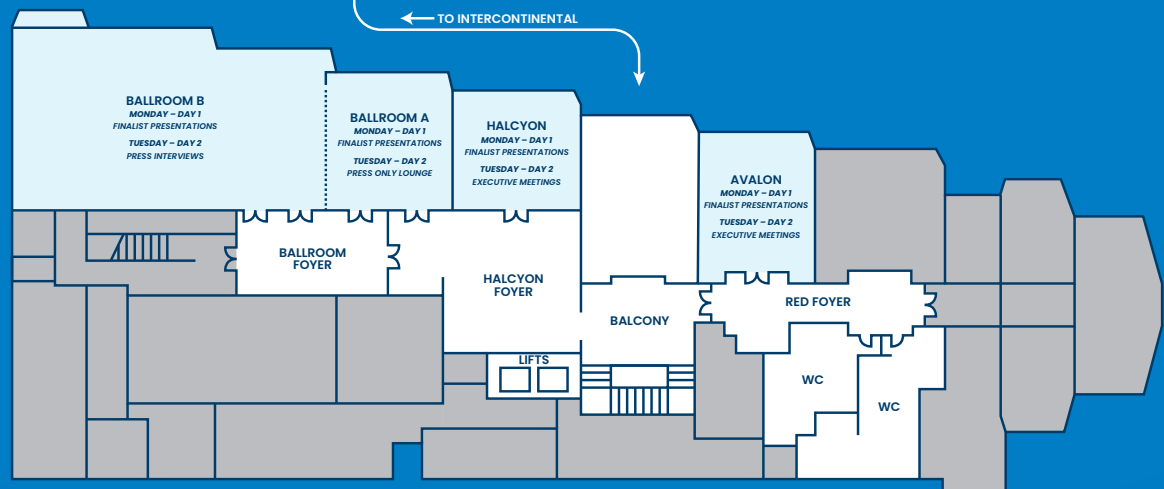 TO INTERCONTINENTAL
BALLROOM B
MONDAY – DAY 1
FINALIST PRESENTATIONS
TUESDAY – DAY 2
PRESS INTERVIEWS
BALLROOM A
MONDAY – DAY 1
FINALIST PRESENTATIONS
TUESDAY – DAY 2
PRESS ONLY LOUNGE
HALCYON
MONDAY – DAY 1
FINALIST PRESENTATIONS
TUESDAY – DAY 2
EXECUTIVE MEETINGS
AVALON
MONDAY – DAY 1
FINALIST PRESENTATIONS
TUESDAY – DAY 2
EXECUTIVE MEETINGS
BALLROOM
FOYER
HALCYON
FOYER
BALCONY
RED FOYER
LIFTS
WC
WC